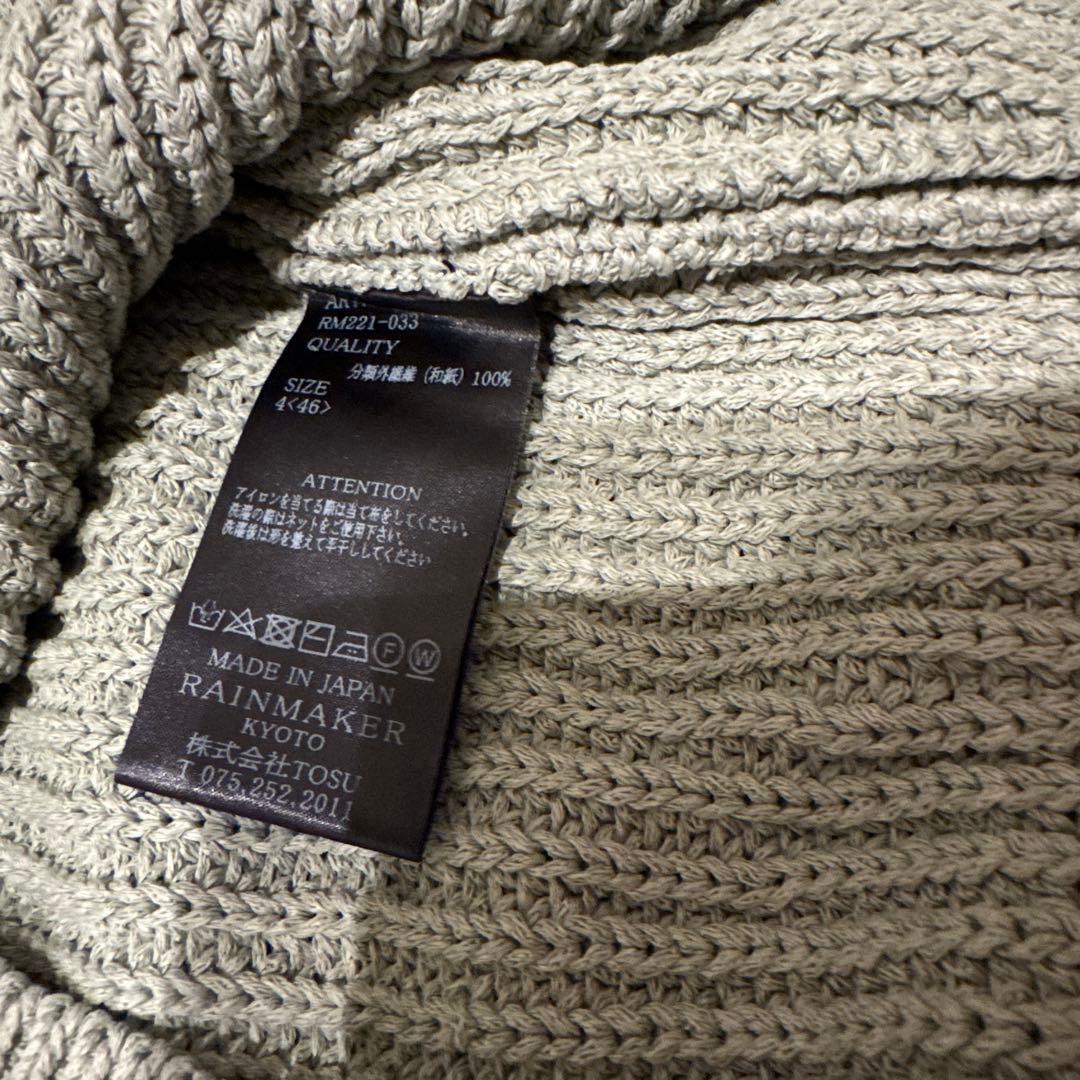 RM221-033
QUALITY
分類外繊維 (和紙) 100%
SIZE
4<46>
ATTENTION
アイロンを当てる際は当て布をしてください。
洗濯の際はネットをご使用下さい。
洗濯後は形を整えて平干ししてください
F W
MADE IN JAPAN
RAINMAKER
KYOTO
株式会社TOSU
T 075.252.2011